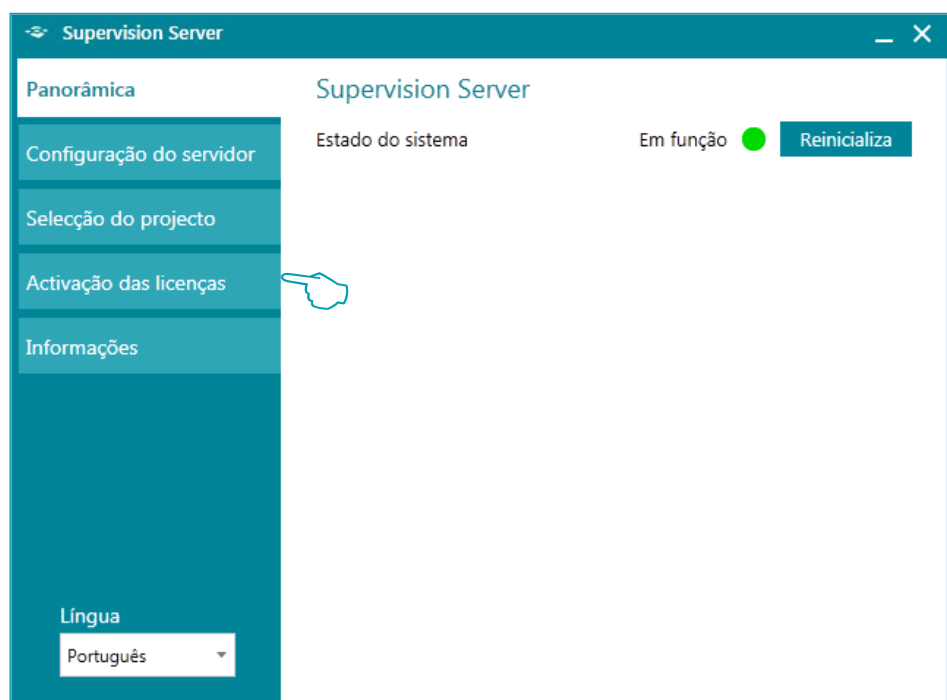 Supervision Server
Panorâmica
Configuração do servidor
Selecção do projecto
Activação das licenças
Informações
Língua
Português
Supervision Server
Estado do sistema Em função Reinicializa